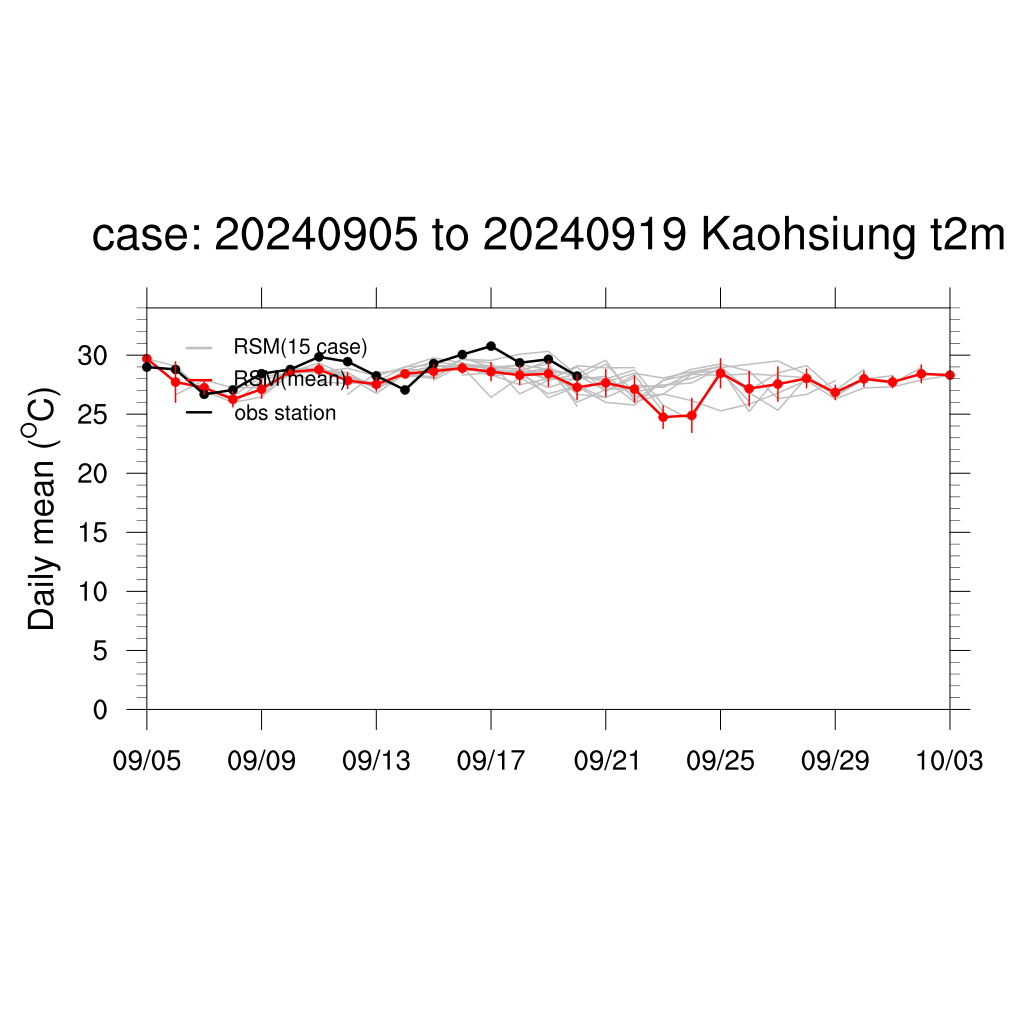 case: 20240905 to 20240919 Kaohsiung t2m
Daily mean (°C)
30
25
20
15
10
5
0
RSM(15 case)
RSM(mean)
obs station
09/05 09/09 09/13 09/17 09/21 09/25 09/29 10/03